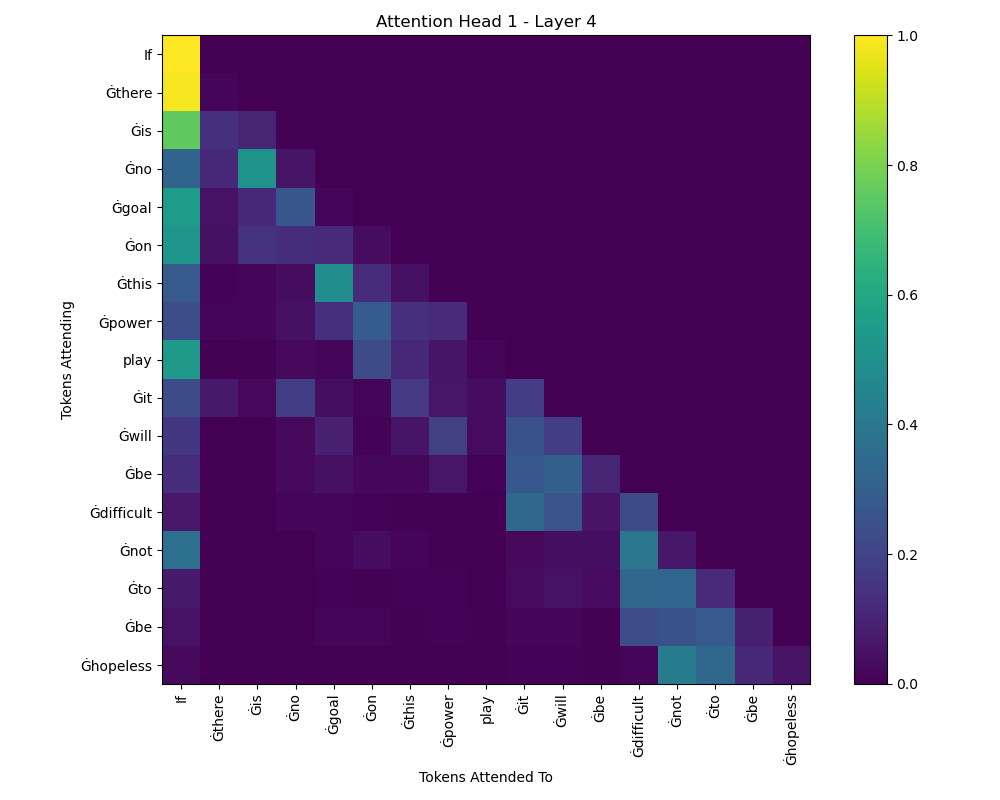 Attention Head 1 - Layer 4
Tokens Attending
If
Ġthere
Ġis
Ġno
Ġgoal
Ġon
Ġthis
Ġpower
play
Ġit
Ġwill
Ġbe
Ġdifficult
Ġnot
Ġto
Ġbe
Ġhopeless
If
Ġthere
Ġis
Ġno
Ġgoal
Ġon
Ġthis
Ġpower
play
Ġit
Ġwill
Ġbe
Ġdifficult
Ġnot
Ġto
Ġbe
Ġhopeless
Tokens Attended To
1.0
0.8
0.6
0.4
0.2
0.0